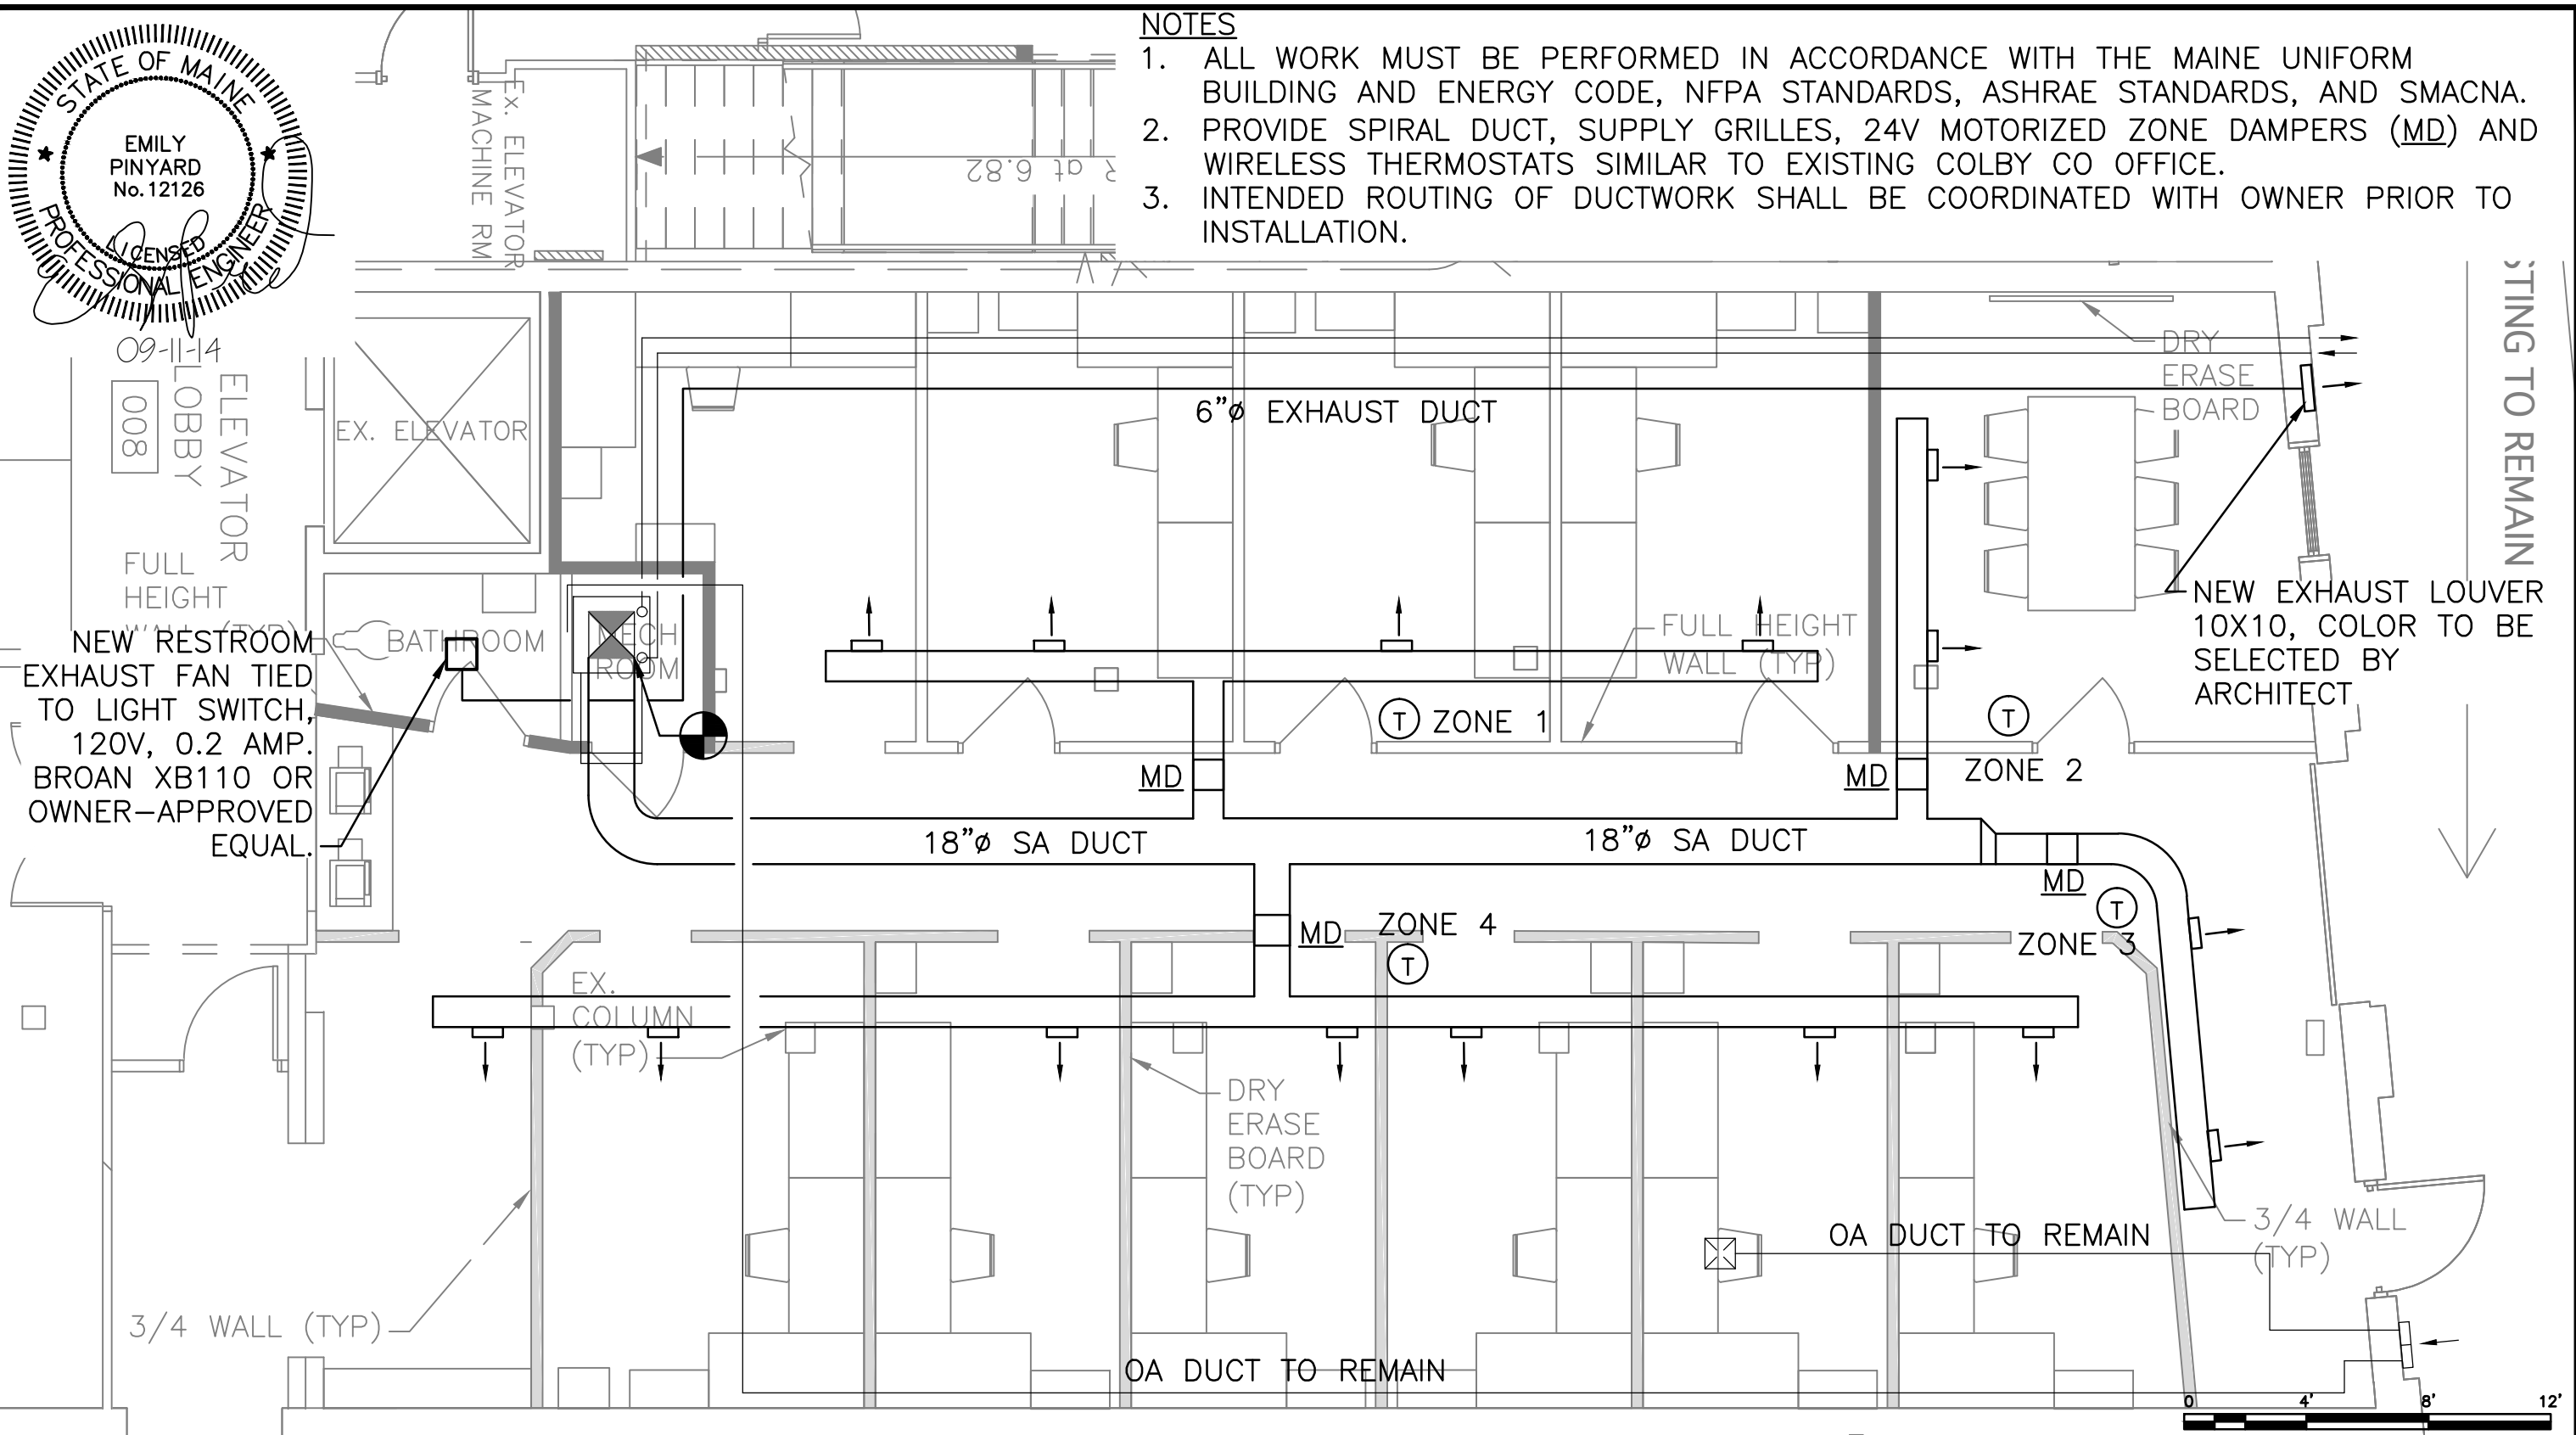 NOTES
1. ALL WORK MUST BE PERFORMED IN ACCORDANCE WITH THE MAINE UNIFORM
BUILDING AND ENERGY CODE, NFPA STANDARDS, ASHRAE STANDARDS, AND SMACNA.
2. PROVIDE SPIRAL DUCT, SUPPLY GRILLES, 24V MOTORIZED ZONE DAMPERS (MD) AND
WIRELESS THERMOSTATS SIMILAR TO EXISTING COLBY CO OFFICE.
3. INTENDED ROUTING OF DUCTWORK SHALL BE COORDINATED WITH OWNER PRIOR TO
INSTALLATION.
STATE OF MAINE
EMILY
PINYARD
No.12126
LICENSED
PROFESSIONAL ENGINEER
09-11-14
EX. ELEVATOR
MACHINE RM
R at 6.82
ELEVATOR
LOBBY
008
EX. ELEVATOR
6"ø EXHAUST DUCT
DRY
ERASE
BOARD
STING TO REMAIN
FULL
HEIGHT
WALL (TYP)
NEW RESTROOM
EXHAUST FAN TIED
TO LIGHT SWITCH,
120V, 0.2 AMP.
BROAN XB110 OR
OWNER-APPROVED
EQUAL.
BATHROOM
MECH
ROOM
FULL HEIGHT
WALL (TYP)
NEW EXHAUST LOUVER
10X10, COLOR TO BE
SELECTED BY
ARCHITECT
T ZONE 1
T
ZONE 2
MD
MD
18"ø SA DUCT
18"ø SA DUCT
MD
T
ZONE 3
MD
ZONE 4
T
EX.
COLUMN
(TYP)
DRY
ERASE
BOARD
(TYP)
3/4 WALL
(TYP)
OA DUCT TO REMAIN
3/4 WALL (TYP)
OA DUCT TO REMAIN
0 4' 8' 12'